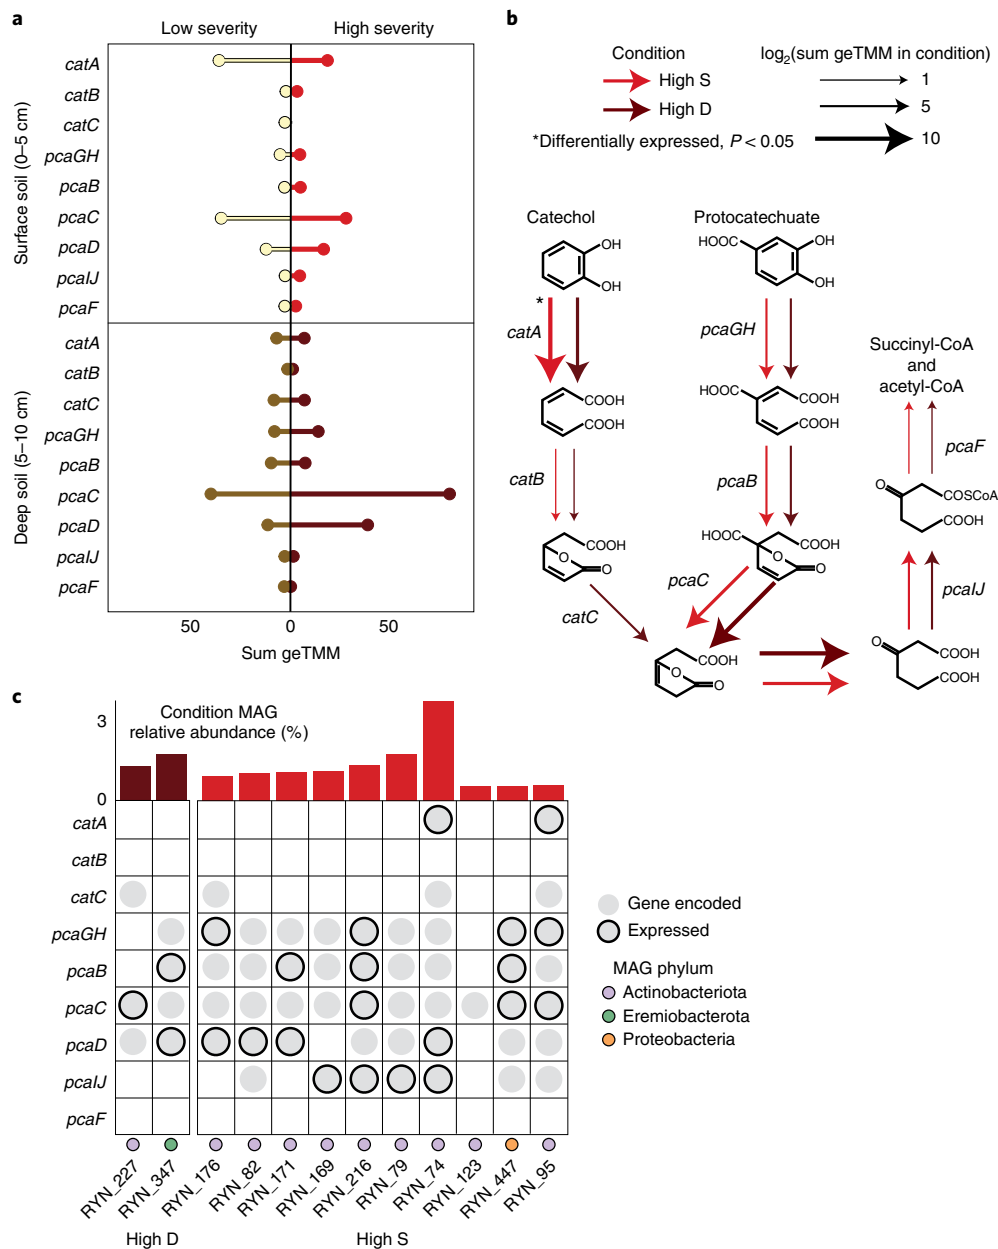 a
Low severity
High severity
Surface soil (0–5 cm)
catA
catB
catC
pcaGH
pcaB
pcaC
pcaD
pcaIJ
pcaF
Deep soil (5–10 cm)
catA
catB
catC
pcaGH
pcaB
pcaC
pcaD
pcaIJ
pcaF
50
0
50
Sum geTMM
b
Condition
High S
High D
*Differentially expressed, P < 0.05
log2(sum geTMM in condition)
1
5
10
Catechol
OH
OH
*
catA
COOH
COOH
catB
COOH
O
O
catC
Protocatechuate
HOOC
OH
OH
pcaGH
HOOC
COOH
COOH
pcaB
HOOC
COOH
O
O
pcaC
COOH
O
O
Succinyl-CoA
and
acetyl-CoA
pcaF
O
COSCoA
COOH
pcaIJ
O
COOH
COOH
c
Condition MAG
relative abundance (%)
3
0
catA
catB
catC
pcaGH
pcaB
pcaC
pcaD
pcaIJ
pcaF
RYN_227
RYN_347
RYN_176
RYN_82
RYN_171
RYN_169
RYN_216
RYN_79
RYN_74
RYN_123
RYN_447
RYN_95
High D
High S
Gene encoded
Expressed
MAG phylum
Actinobacteriota
Eremiobacterota
Proteobacteria